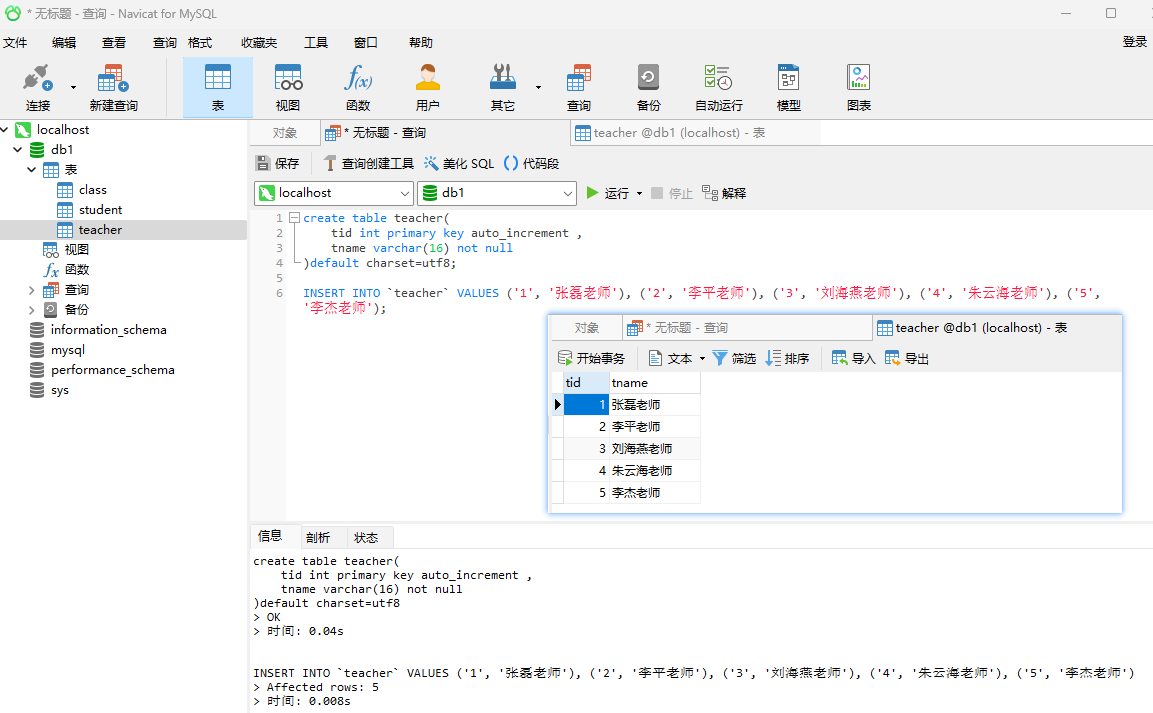 * 无标题 - 查询 - Navicat for MySQL
文件 编辑 查看 查询 格式 收藏夹 工具 窗口 帮助 登录
连接 新建查询 表 视图 函数 用户 其它 查询 备份 自动运行 模型 图表
localhost
db1
表
class
student
teacher
视图
函数
查询
备份
information_schema
mysql
performance_schema
sys
对象 * 无标题 - 查询 teacher @db1 (localhost) - 表
保存 查询创建工具 美化 SQL 代码段
localhost db1 运行 停止 解释
1 create table teacher(
2 tid int primary key auto_increment ,
3 tname varchar(16) not null
4 )default charset=utf8;
5
6 INSERT INTO `teacher` VALUES ('1', '张磊老师'), ('2', '李平老师'), ('3', '刘海燕老师'), ('4', '朱云海老师'), ('5',
'李杰老师');
对象 * 无标题 - 查询 teacher @db1 (localhost) - 表
开始事务 文本 筛选 排序 导入 导出
tid tname
1 张磊老师
2 李平老师
3 刘海燕老师
4 朱云海老师
5 李杰老师
信息 剖析 状态
create table teacher(
tid int primary key auto_increment ,
tname varchar(16) not null
)default charset=utf8
> OK
> 时间: 0.04s
INSERT INTO `teacher` VALUES ('1', '张磊老师'), ('2', '李平老师'), ('3', '刘海燕老师'), ('4', '朱云海老师'), ('5', '李杰老师')
> Affected rows: 5
> 时间: 0.008s